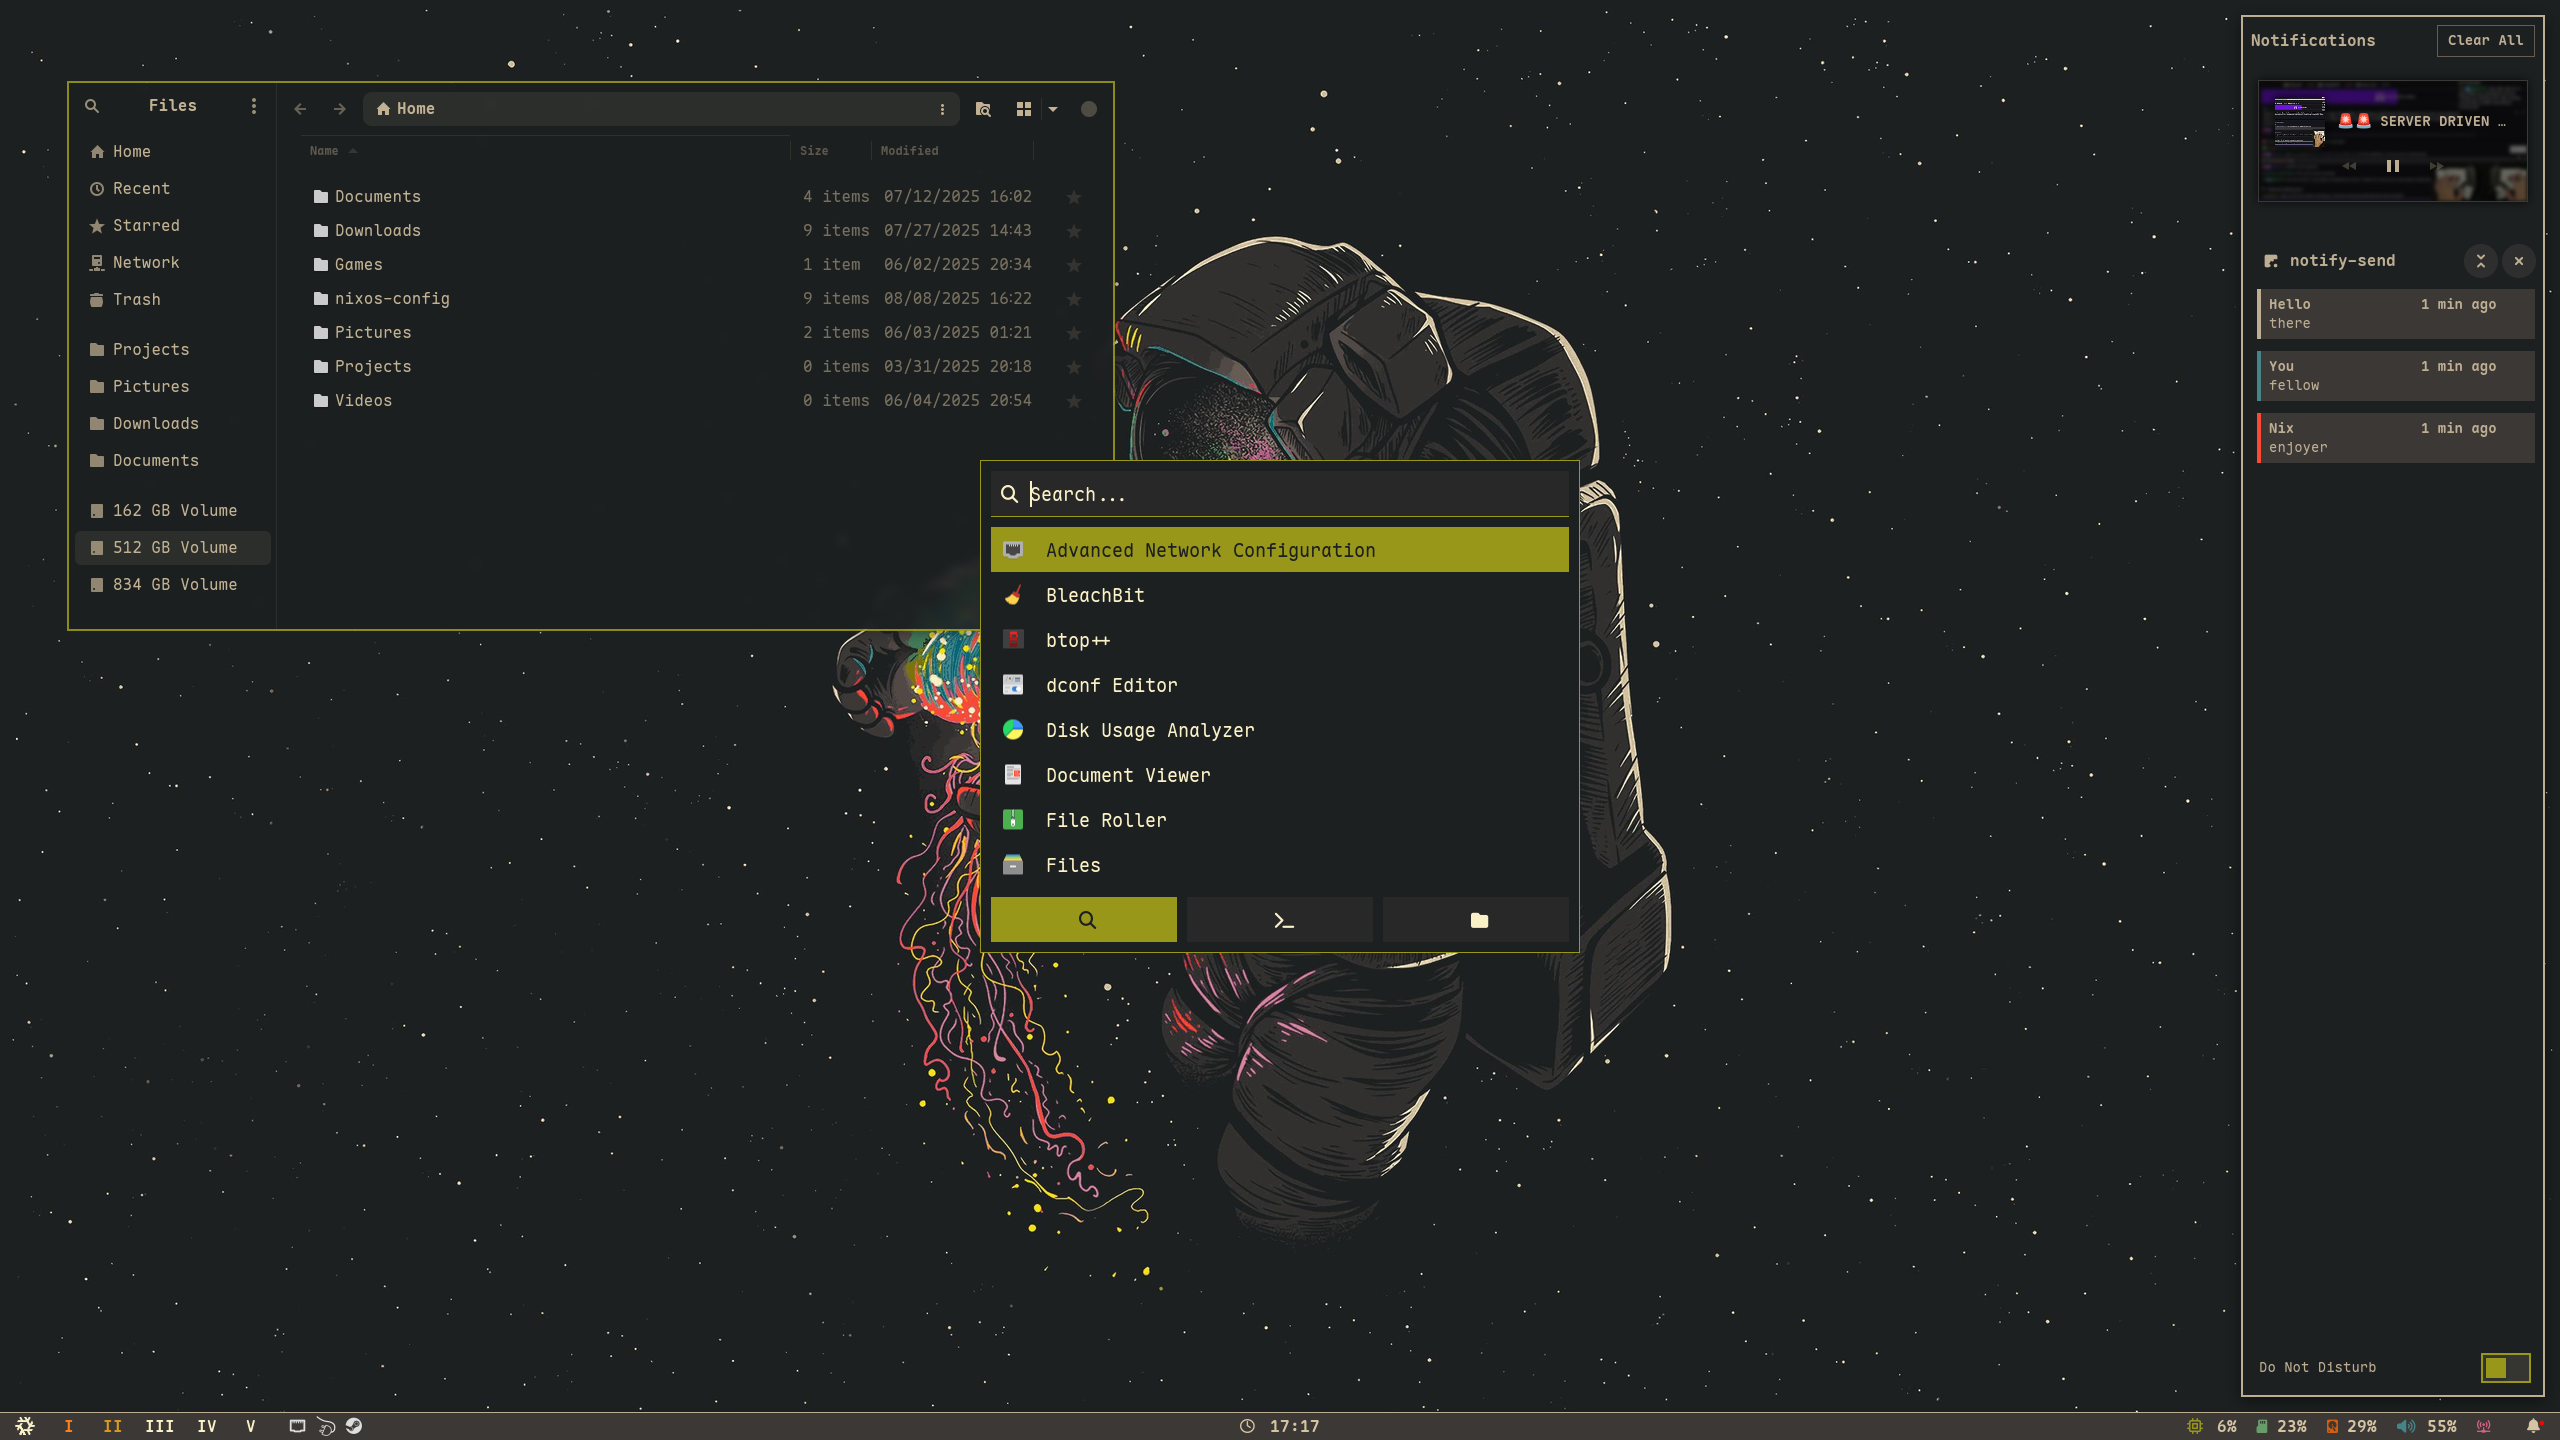 Files
Home
Home
Recent
Starred
Network
Trash
Projects
Pictures
Downloads
Documents
162 GB Volume
512 GB Volume
834 GB Volume
Name Size Modified
Documents 4 items 07/12/2025 16:02
Downloads 9 items 07/27/2025 14:43
Games 1 item 06/02/2025 20:34
nixos-config 9 items 08/08/2025 16:22
Pictures 2 items 06/03/2025 01:21
Projects 0 items 03/31/2025 20:18
Videos 0 items 06/04/2025 20:54
Search...
Advanced Network Configuration
BleachBit
btop++
dconf Editor
Disk Usage Analyzer
Document Viewer
File Roller
Files
Notifications Clear All
🚨🚨 SERVER DRIVEN …
notify-send
Hello 1 min ago
there
You 1 min ago
fellow
Nix 1 min ago
enjoyer
Do Not Disturb
I II III IV V 17:17 6% 23% 29% 55%